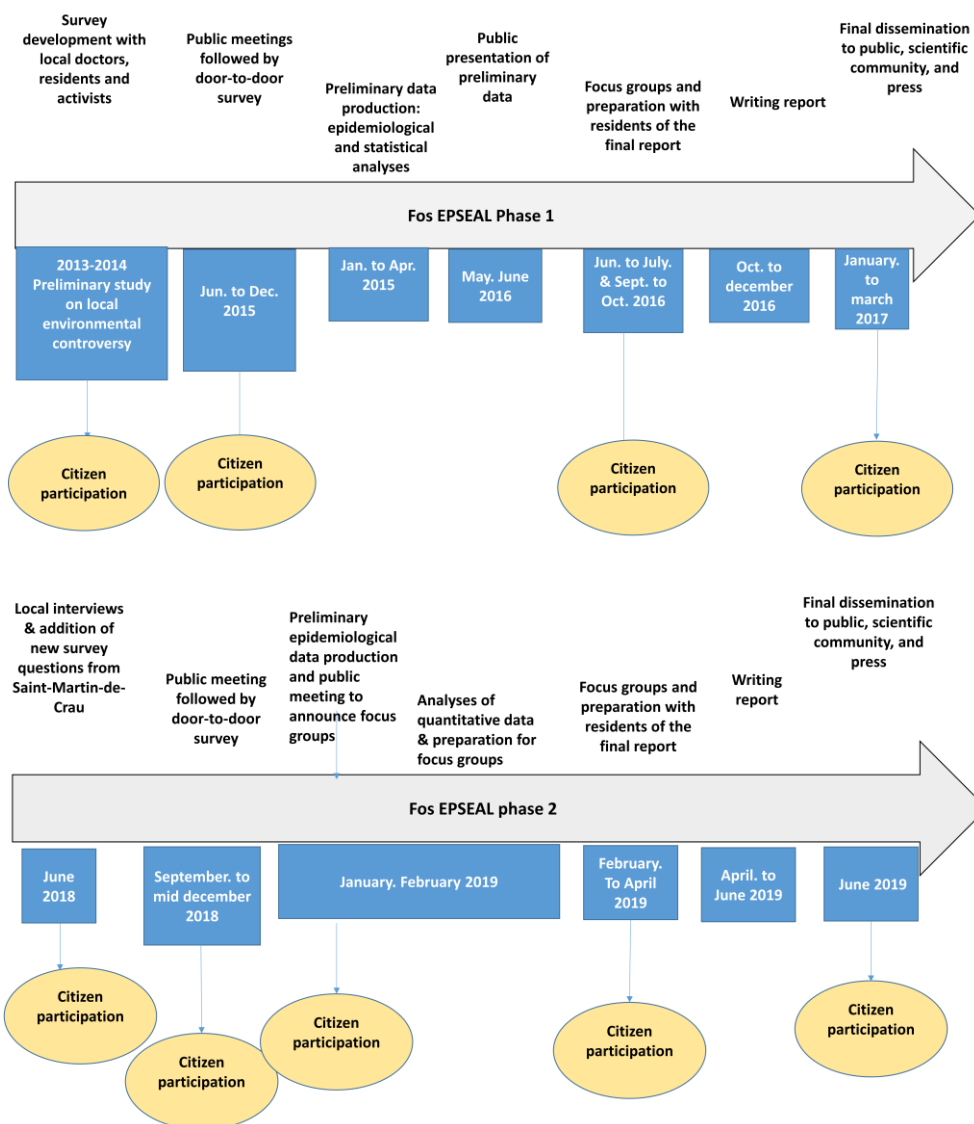 Survey
development with
local doctors,
residents and
activists
Public meetings
followed by
door-to-door
survey
Preliminary data
production:
epidemiological
and statistical
analyses
Public
presentation of
preliminary
data
Focus groups and
preparation with
residents of the
final report
Writing report
Final dissemination
to public, scientific
community, and
press
Fos EPSEAL Phase 1
2013-2014
Preliminary study
on local
environmental
controversy
Jun. to Dec.
2015
Jan. to Apr.
2015
May. June
2016
Jun. to July.
& Sept. to
Oct. 2016
Oct. to
december
2016
January.
to
march
2017
Citizen
participation
Citizen
participation
Citizen
participation
Citizen
participation
Local interviews
& addition of
new survey
questions from
Saint-Martin-de-
Crau
Public meeting
followed by
door-to-door
survey
Preliminary
epidemiological
data production
and public
meeting to
announce focus
groups
Analyses of
quantitative data
& preparation for
focus groups
Focus groups and
preparation with
residents of the
final report
Writing
report
Final dissemination
to public, scientific
community, and
press
Fos EPSEAL phase 2
June
2018
September. to
mid december
2018
January. February 2019
February.
To April
2019
April. to
June 2019
June 2019
Citizen
participation
Citizen
participation
Citizen
participation
Citizen
participation
Citizen
participation